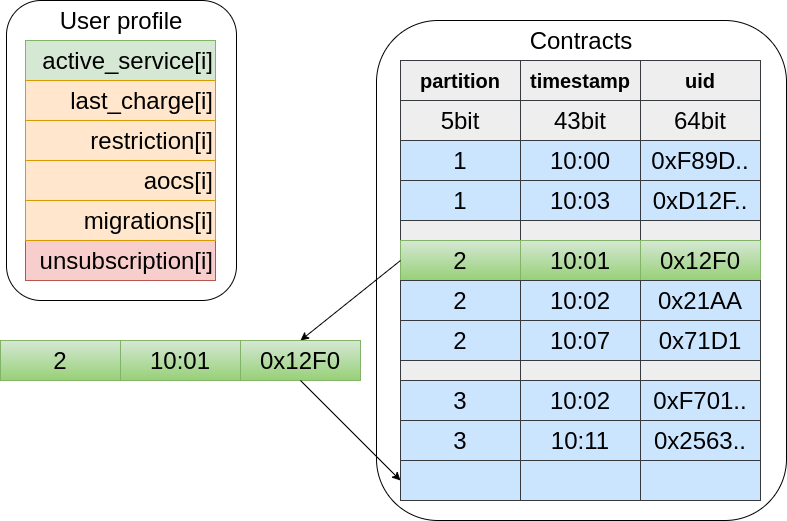 User profile
active_service[i]
last_charge[i]
restriction[i]
aocs[i]
migrations[i]
unsubscription[i]
Contracts
partition timestamp uid
5bit 43bit 64bit
1 10:00 0xF89D..
1 10:03 0xD12F..
2 10:01 0x12F0
2 10:02 0x21AA
2 10:07 0x71D1
3 10:02 0xF701..
3 10:11 0x2563..
2 10:01 0x12F0